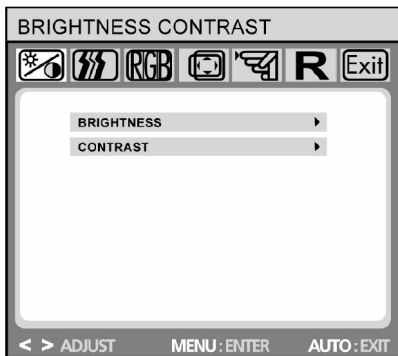 BRIGHTNESS CONTRAST
RGB R Exit
BRIGHTNESS
CONTRAST
< > ADJUST MENU : ENTER AUTO : EXIT